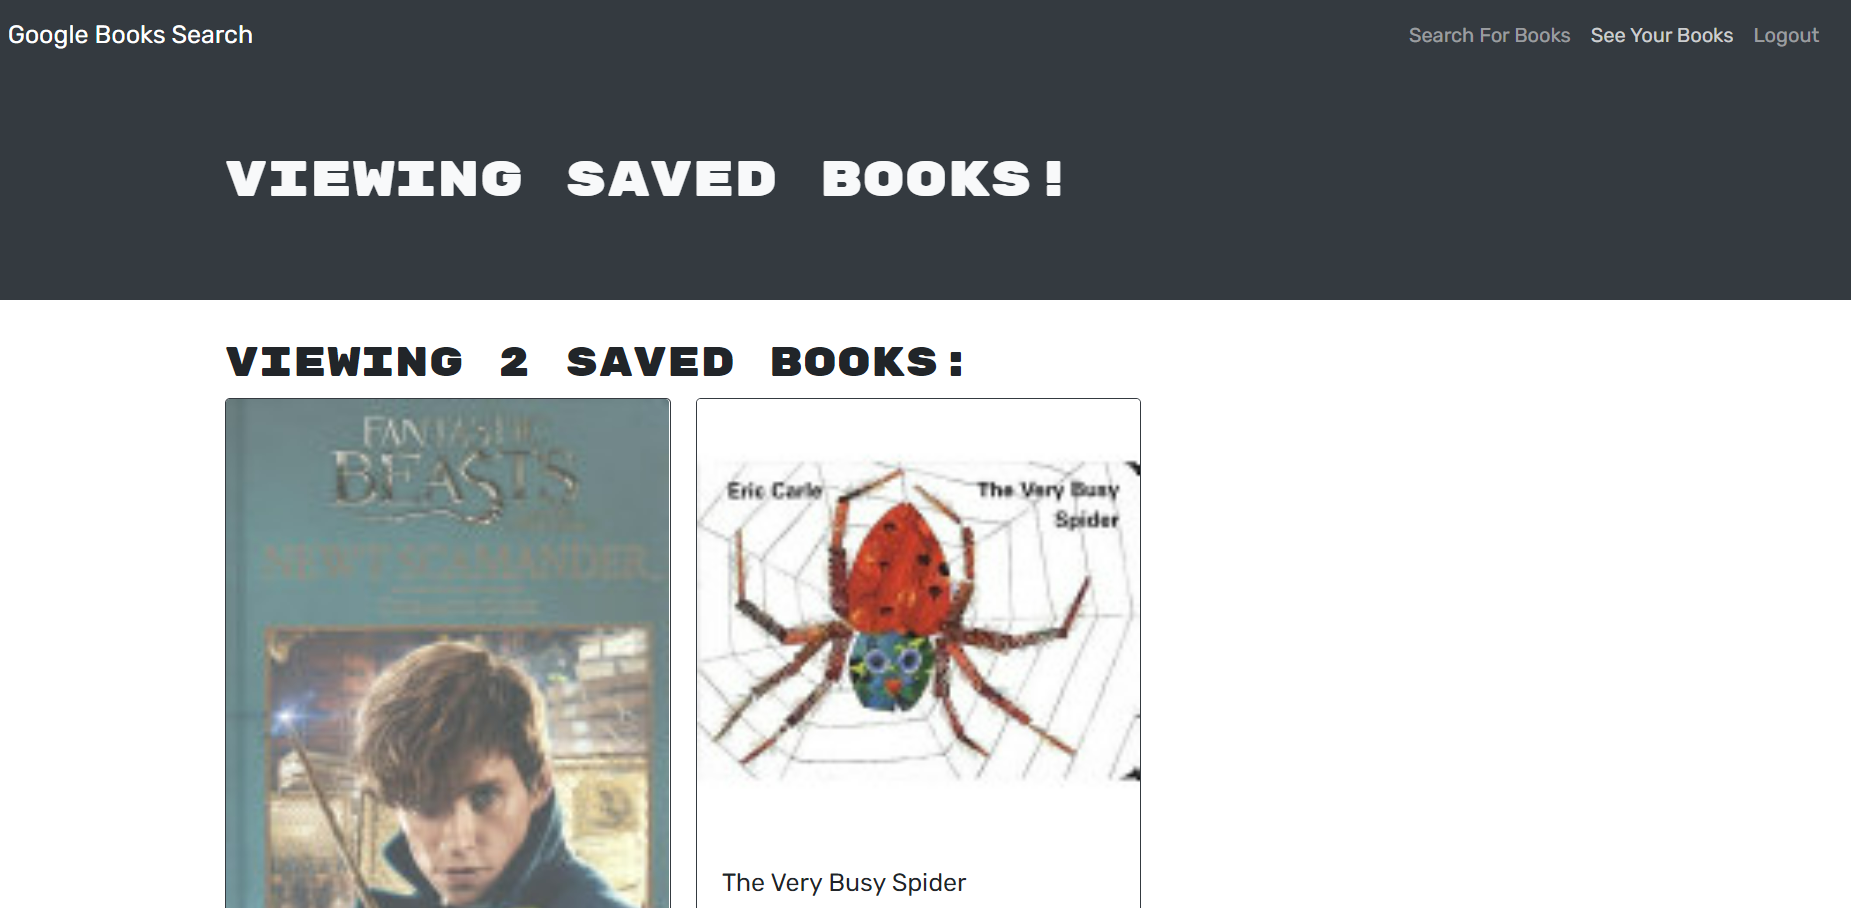 Google Books Search
Search For Books See Your Books Logout
VIEWING SAVED BOOKS!
VIEWING 2 SAVED BOOKS:
FANTASTIC
BEASTS
NEWT SCAMANDER
Eric Carle
The Very Busy
Spider
The Very Busy Spider